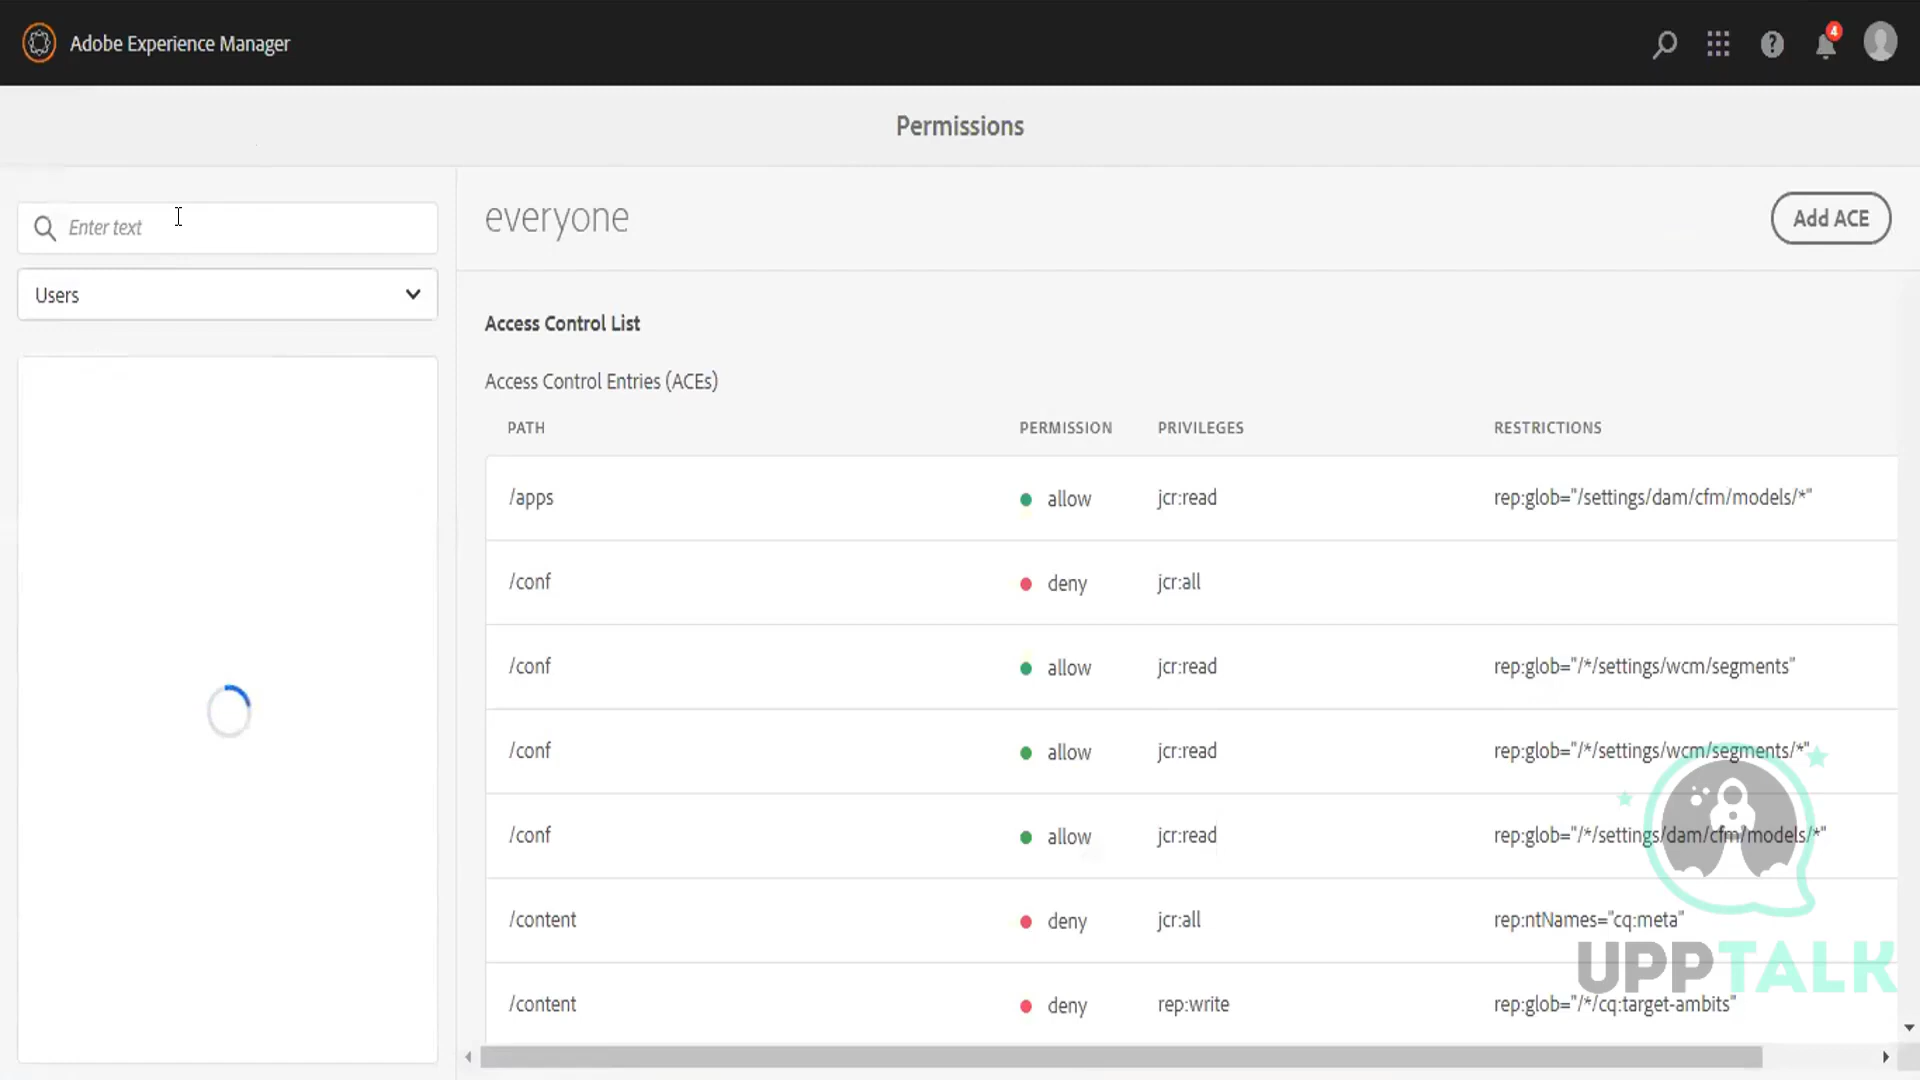 Adobe Experience Manager
4
Permissions
Enter text
Users
everyone
Add ACE
Access Control List
Access Control Entries (ACEs)
PATH PERMISSION PRIVILEGES RESTRICTIONS
/apps allow jcr:read rep:glob="/settings/dam/cfm/models/*"
/conf deny jcr:all
/conf allow jcr:read rep:glob="/*/settings/wcm/segments"
/conf allow jcr:read rep:glob="/*/settings/wcm/segments/*"
/conf allow jcr:read rep:glob="/*/settings/dam/cfm/models/*"
/content deny jcr:all rep:ntNames="cq:meta"
/content deny rep:write rep:glob="/*/cq:target-ambits"
UPPTALK